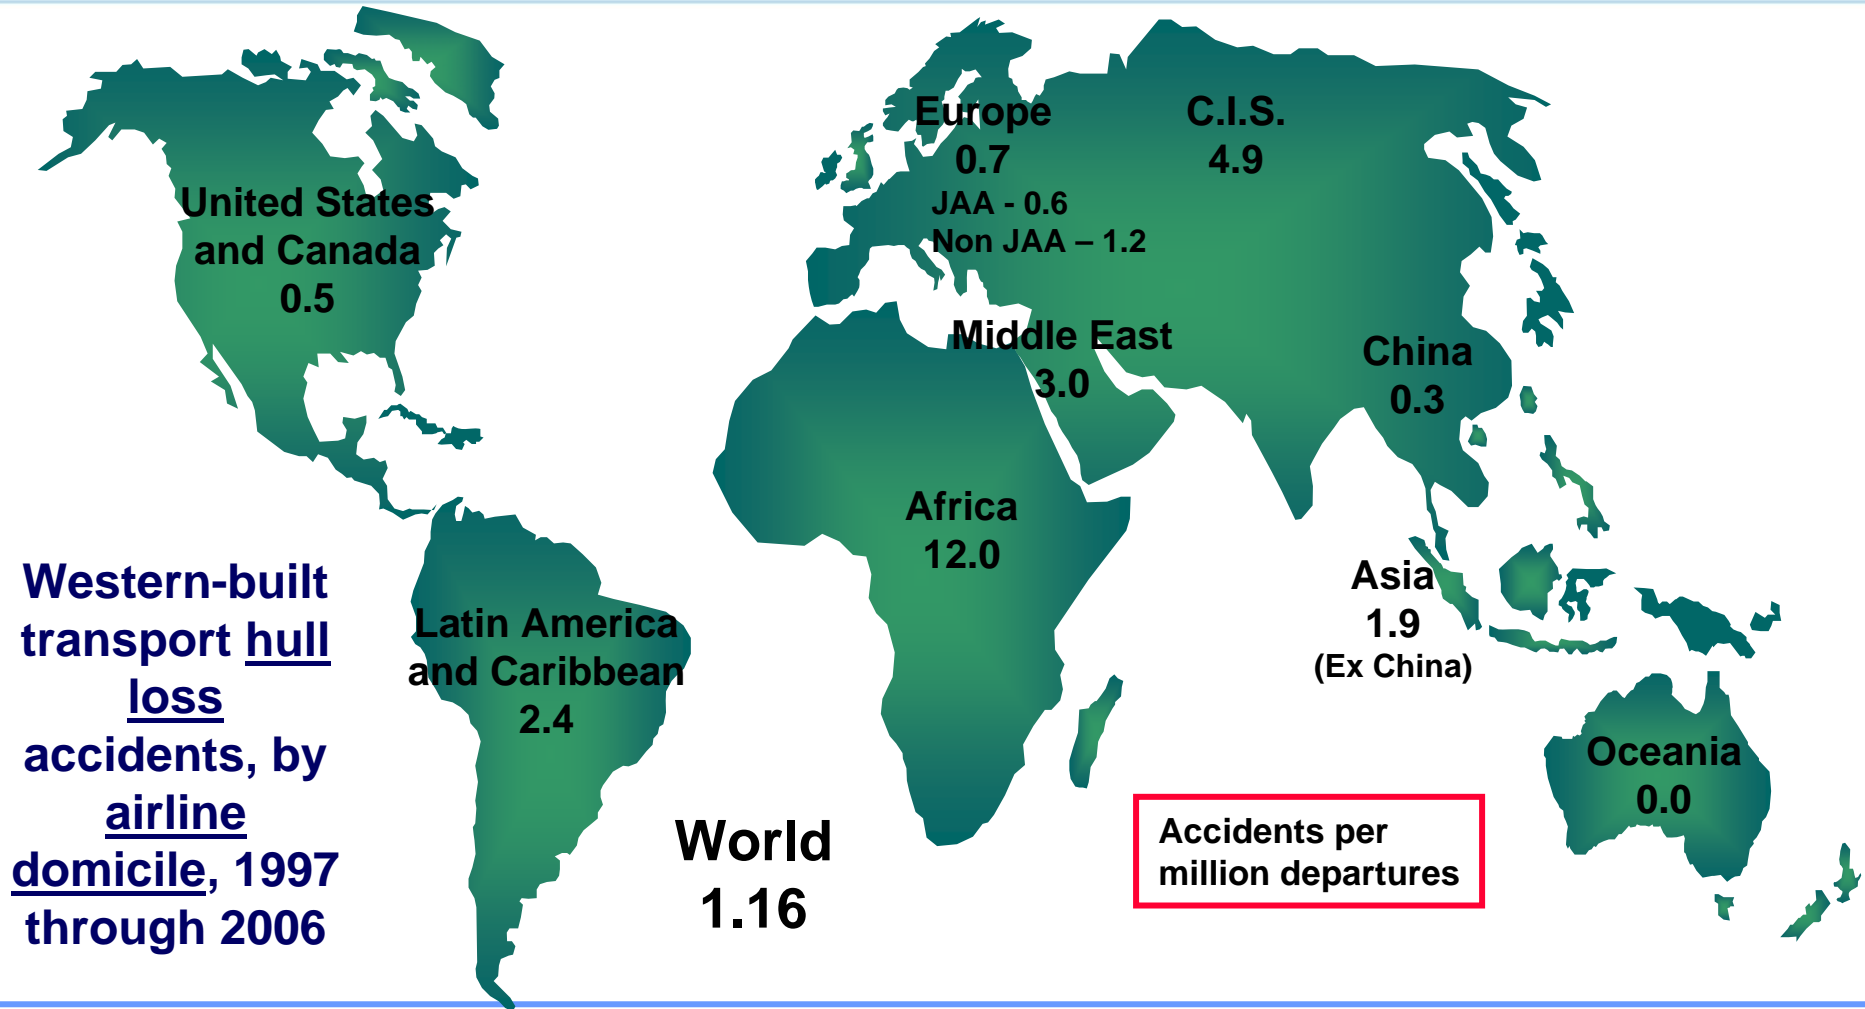 Europe
0.7
JAA - 0.6
Non JAA – 1.2
C.I.S.
4.9
United States
and Canada
0.5
Middle East
3.0
China
0.3
Africa
12.0
Asia
1.9
(Ex China)
Latin America
and Caribbean
2.4
Oceania
0.0
Western-built
transport hull
loss
accidents, by
airline
domicile, 1997
through 2006
World
1.16
Accidents per
million departures